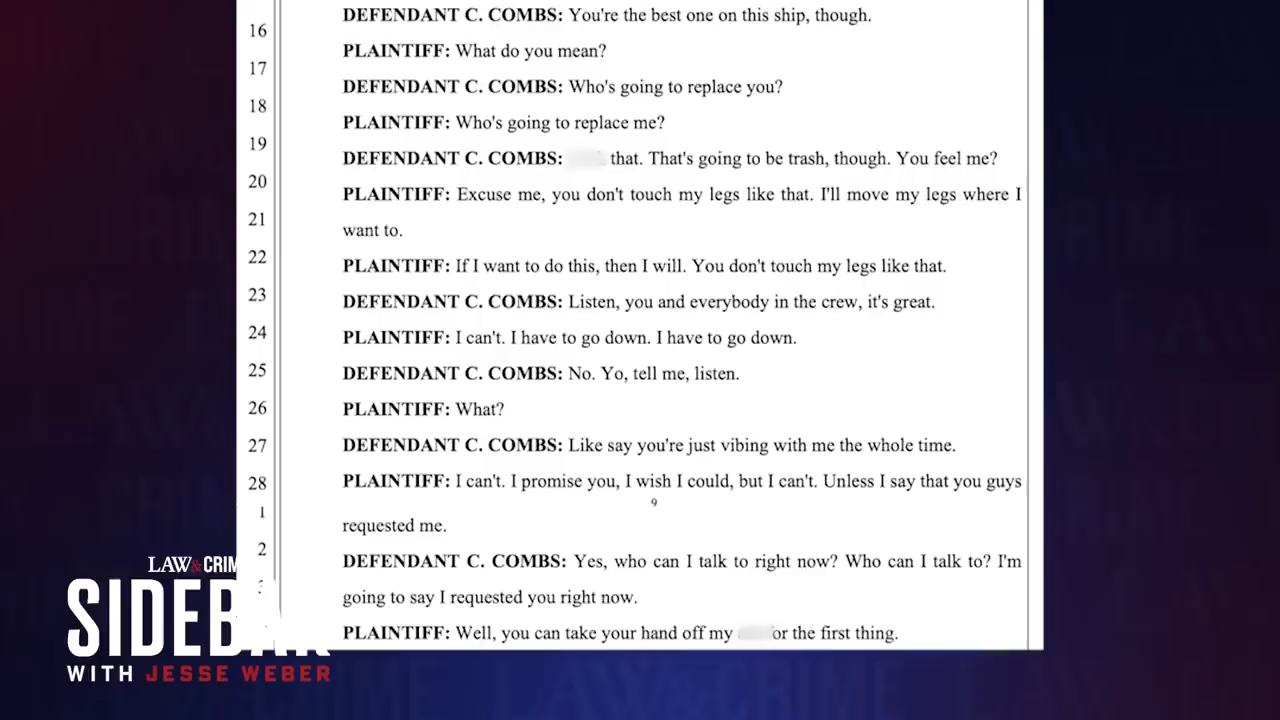 DEFENDANT C. COMBS: You're the best one on this ship, though.
16
PLAINTIFF: What do you mean?
17
DEFENDANT C. COMBS: Who's going to replace you?
18
PLAINTIFF: Who's going to replace me?
19
DEFENDANT C. COMBS: that. That's going to be trash, though. You feel me?
20
PLAINTIFF: Excuse me, you don't touch my legs like that. I'll move my legs where I
21
want to.
22
PLAINTIFF: If I want to do this, then I will. You don't touch my legs like that.
23
DEFENDANT C. COMBS: Listen, you and everybody in the crew, it's great.
24
PLAINTIFF: I can't. I have to go down. I have to go down.
25
DEFENDANT C. COMBS: No. Yo, tell me, listen.
26
PLAINTIFF: What?
27
DEFENDANT C. COMBS: Like say you're just vibing with me the whole time.
28
PLAINTIFF: I can't. I promise you, I wish I could, but I can't. Unless I say that you guys
9
1
requested me.
2
DEFENDANT C. COMBS: Yes, who can I talk to right now? Who can I talk to? I'm
going to say I requested you right now.
PLAINTIFF: Well, you can take your hand off my or the first thing.
LAW&CRIM
SIDEBAR
WITH JESSE WEBER